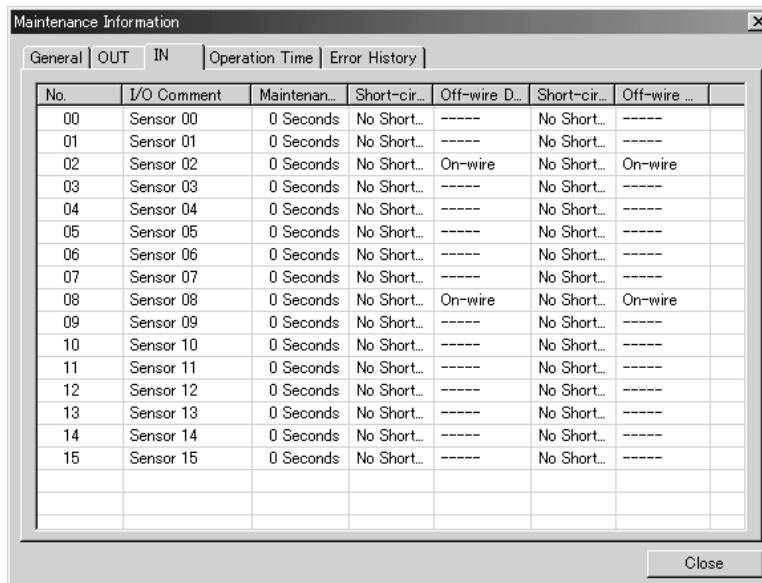 Maintenance Information
General OUT IN Operation Time Error History
No. I/O Comment Maintenan... Short-cir... Off-wire D... Short-cir... Off-wire ...
00 Sensor 00 0 Seconds No Short... ----- No Short... -----
01 Sensor 01 0 Seconds No Short... ----- No Short... -----
02 Sensor 02 0 Seconds No Short... On-wire No Short... On-wire
03 Sensor 03 0 Seconds No Short... ----- No Short... -----
04 Sensor 04 0 Seconds No Short... ----- No Short... -----
05 Sensor 05 0 Seconds No Short... ----- No Short... -----
06 Sensor 06 0 Seconds No Short... ----- No Short... -----
07 Sensor 07 0 Seconds No Short... ----- No Short... -----
08 Sensor 08 0 Seconds No Short... On-wire No Short... On-wire
09 Sensor 09 0 Seconds No Short... ----- No Short... -----
10 Sensor 10 0 Seconds No Short... ----- No Short... -----
11 Sensor 11 0 Seconds No Short... ----- No Short... -----
12 Sensor 12 0 Seconds No Short... ----- No Short... -----
13 Sensor 13 0 Seconds No Short... ----- No Short... -----
14 Sensor 14 0 Seconds No Short... ----- No Short... -----
15 Sensor 15 0 Seconds No Short... ----- No Short... -----
Close